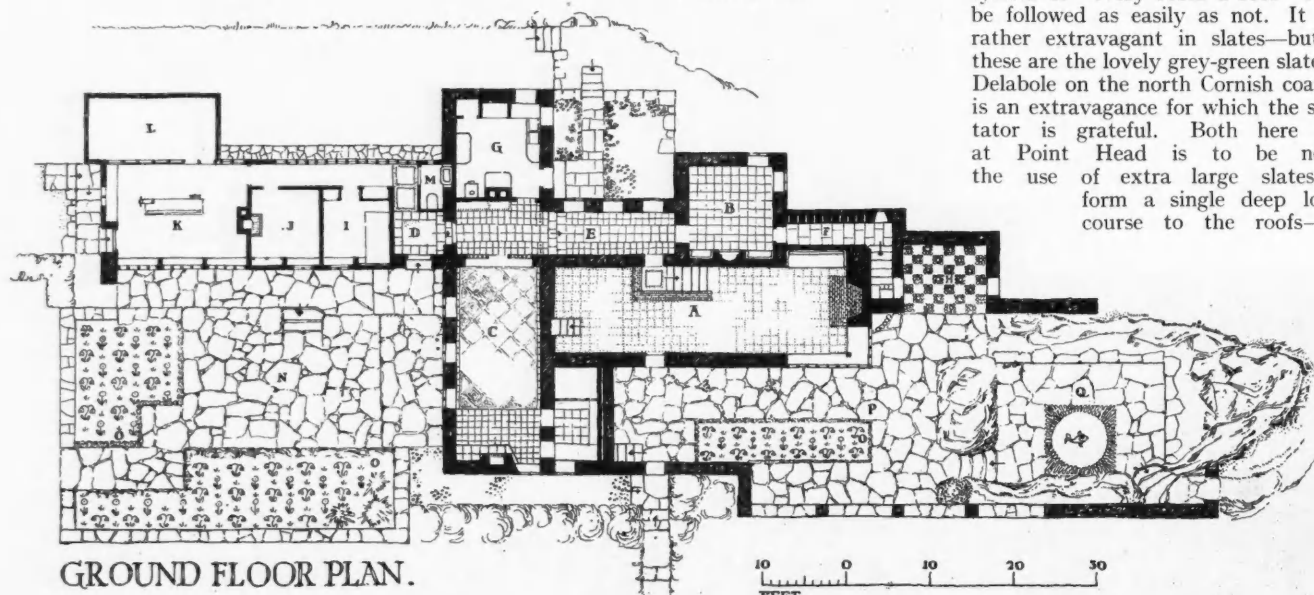 be followed as easily as not. It
rather extravagant in slates—but
these are the lovely grey-green slate
Delabole on the north Cornish coa
is an extravagance for which the s
tator is grateful. Both here
at Point Head is to be no
the use of extra large slates
form a single deep lo
course to the roofs—
L
G
M
B
K
J
I
D
E
F
H
A
C
N
O
P
O
Q
O
GROUND FLOOR PLAN.
10 0 10 20 30
FEET